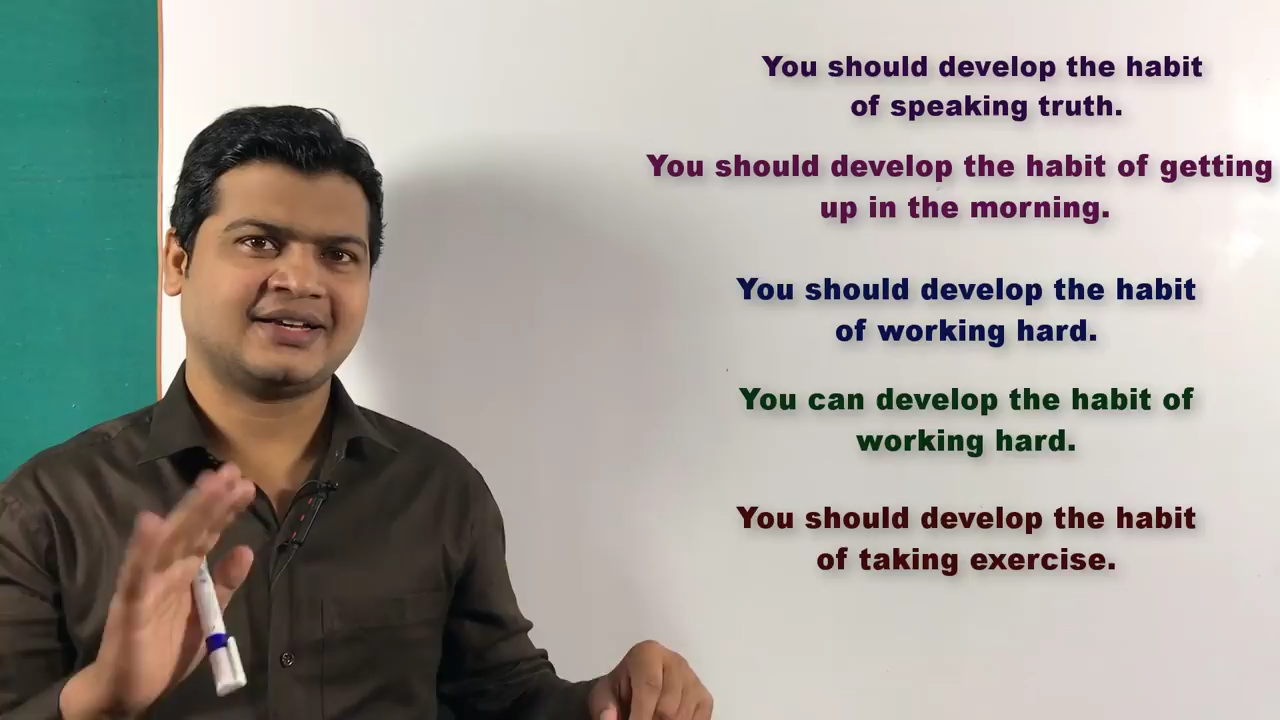 You should develop the habit
of speaking truth.
You should develop the habit of getting
up in the morning.
You should develop the habit
of working hard.
You can develop the habit of
working hard.
You should develop the habit
of taking exercise.